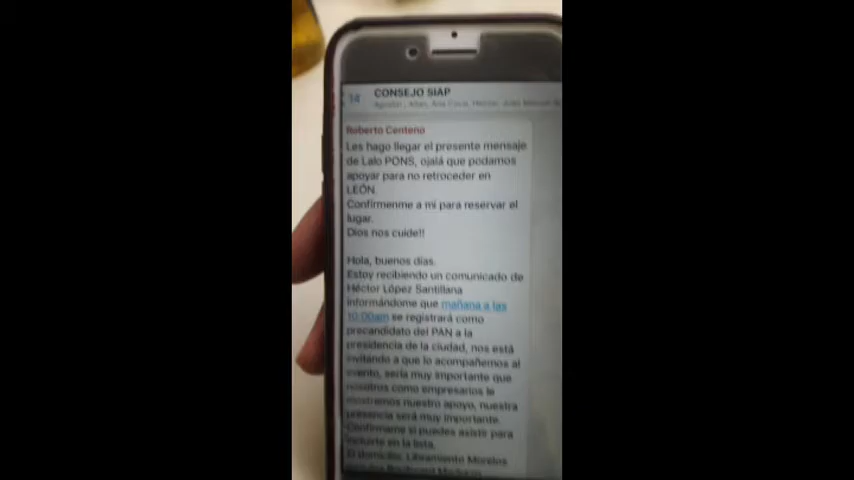 14
CONSEJO SIAP
Roberto Centeno
Les hago llegar el presente mensaje
de Lalo PONS, ojalá que podamos
apoyar para no retroceder en
LEÓN.
Confirmenme a mi para reservar el
lugar.
Dios nos cuide!!
Hola, buenos días.
Estoy recibiendo un comunicado de
Héctor López Santillana
informándome que mañana a las
10:00am se registrará como
precandidato del PAN a la
presidencia de la ciudad, nos está
invitando a que lo acompañemos al
evento, sería muy importante que
nosotros como empresarios le
mostremos nuestro apoyo, nuestra
presencia será muy importante.
Confirmame si puedes asistir para
incluirte en la lista.
El domicilio: Libramiento Morelos